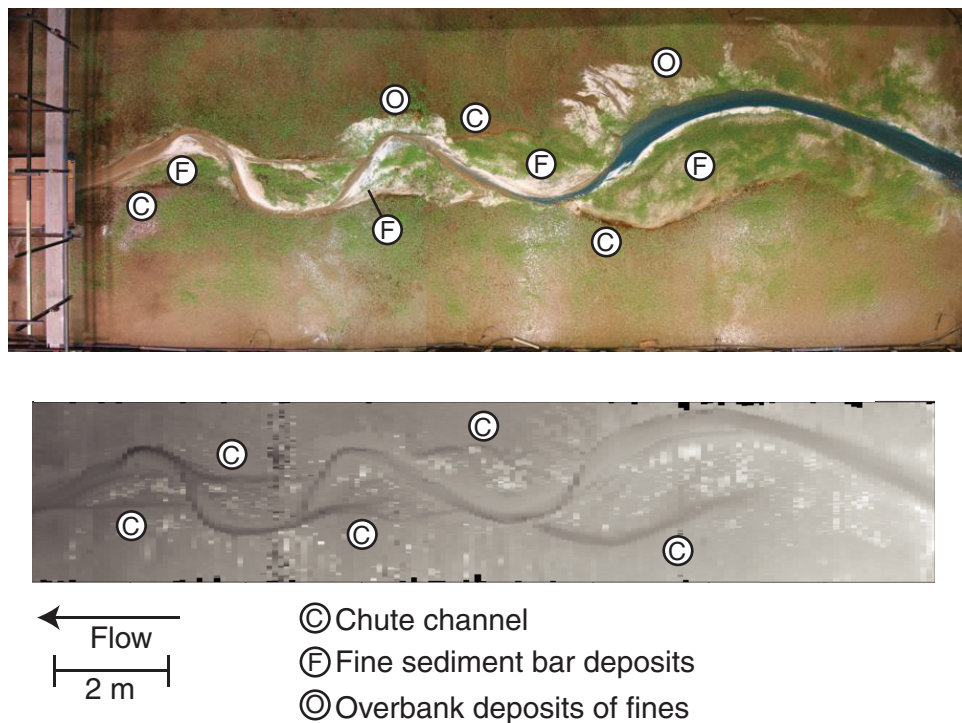 O
C
F
F
F
C
F
C
C
C
C
C
C
Flow
2 m
C Chute channel
F Fine sediment bar deposits
O Overbank deposits of fines
O